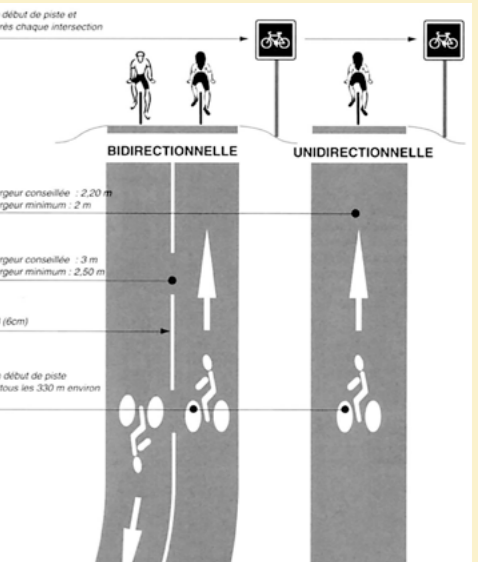 début de piste et
rès chaque intersection
BIDIRECTIONNELLE
UNIDIRECTIONNELLE
rgeur conseillée : 2,20 m
rgeur minimum : 2 m
rgeur conseillée : 3 m
rgeur minimum : 2,50 m
(6cm)
début de piste
tous les 330 m environ